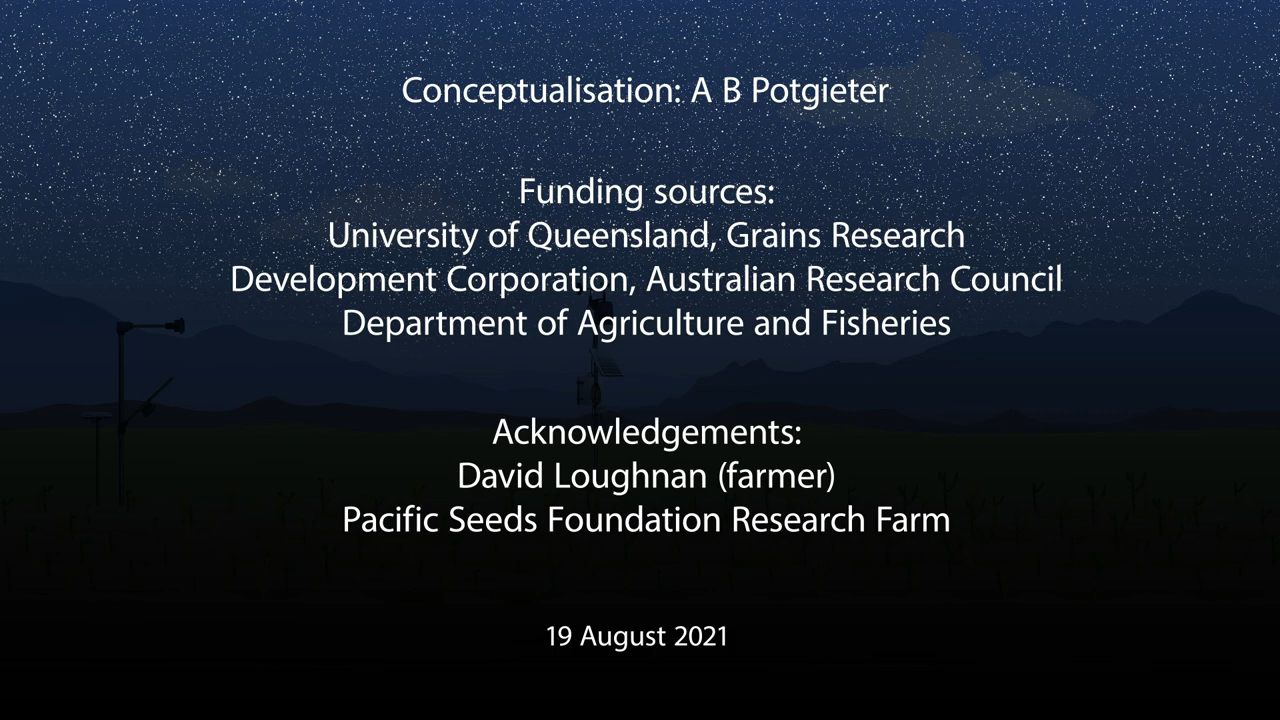 Conceptualisation: A B Potgieter
Funding sources:
University of Queensland, Grains Research
Development Corporation, Australian Research Council
Department of Agriculture and Fisheries
Acknowledgements:
David Loughnan (farmer)
Pacific Seeds Foundation Research Farm
19 August 2021